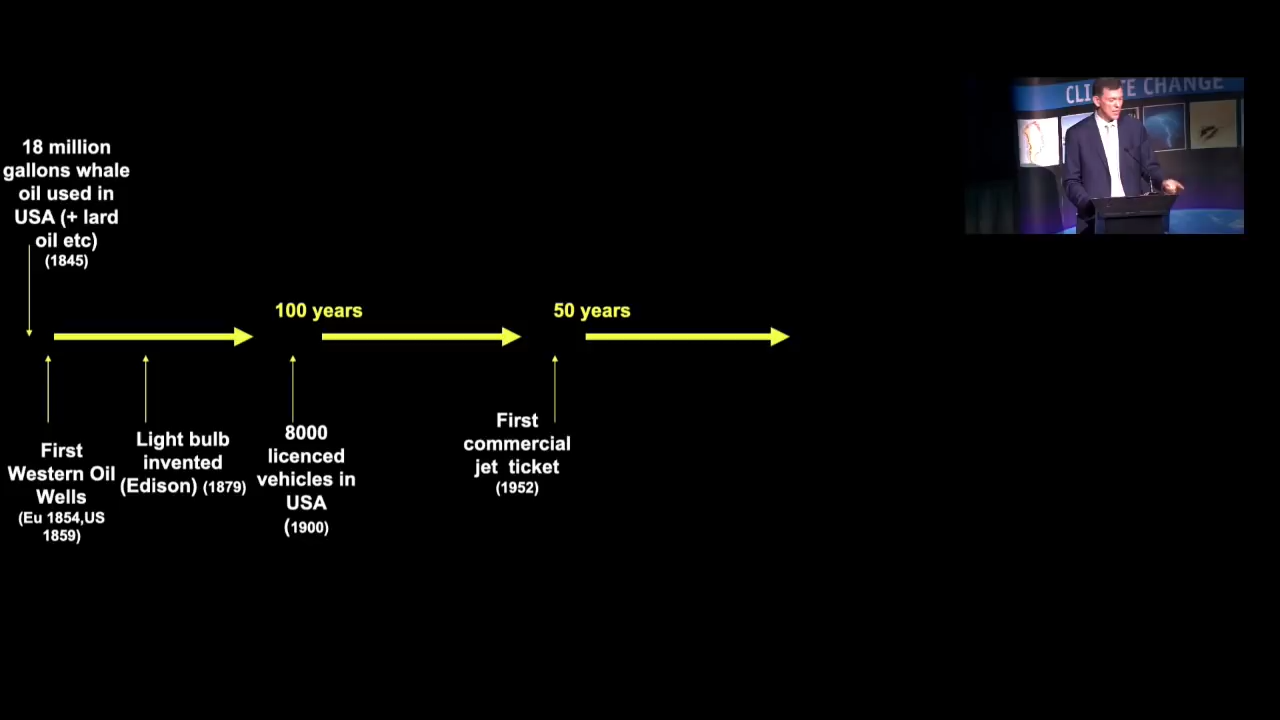 CLI TE CHANGE
18 million
gallons whale
oil used in
USA (+ lard
oil etc)
(1845)
100 years
50 years
First
Western Oil
Wells
(Eu 1854,US
1859)
Light bulb
invented
(Edison) (1879)
8000
licenced
vehicles in
USA
(1900)
First
commercial
jet ticket
(1952)